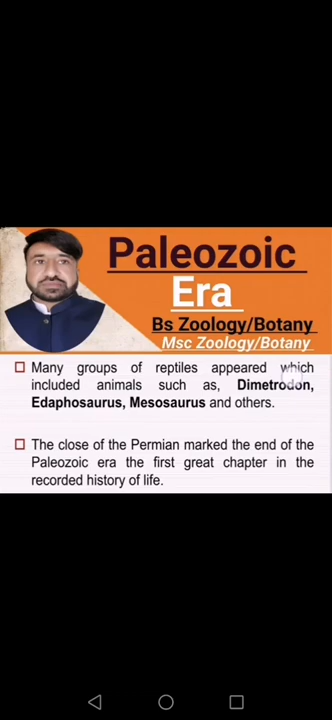 Paleozoic
Era
Bs Zoology/Botany
Msc Zoology/Botany
Many groups of reptiles appeared which
included animals such as, Dimetrodon,
Edaphosaurus, Mesosaurus and others.
The close of the Permian marked the end of the
Paleozoic era the first great chapter in the
recorded history of life.